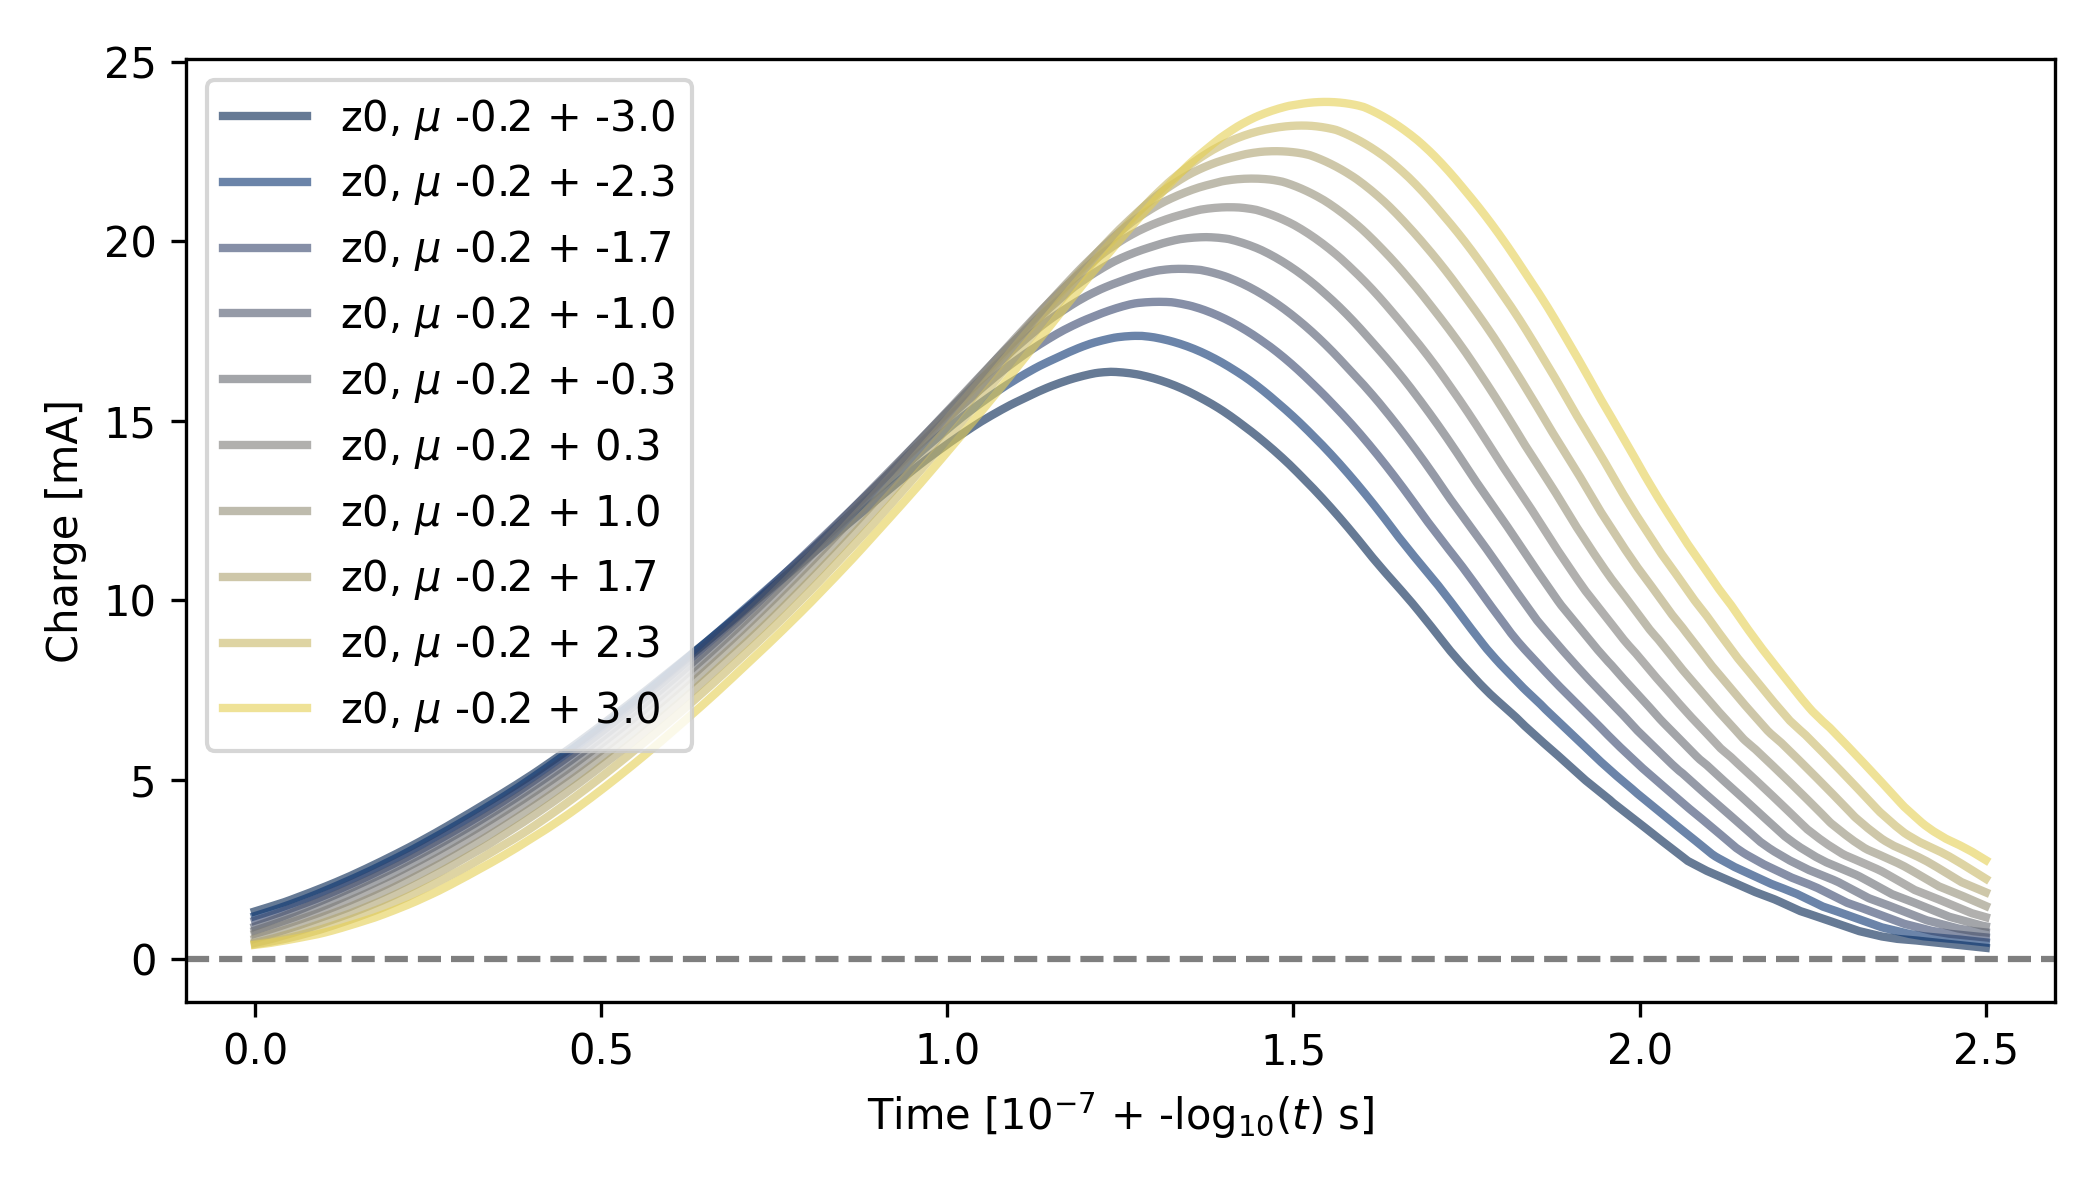 25
20
15
10
5
0
Charge [mA]
z0, μ -0.2 + -3.0
z0, μ -0.2 + -2.3
z0, μ -0.2 + -1.7
z0, μ -0.2 + -1.0
z0, μ -0.2 + -0.3
z0, μ -0.2 + 0.3
z0, μ -0.2 + 1.0
z0, μ -0.2 + 1.7
z0, μ -0.2 + 2.3
z0, μ -0.2 + 3.0
0.0 0.5 1.0 1.5 2.0 2.5
Time [10⁻⁷ + -log₁₀(t) s]